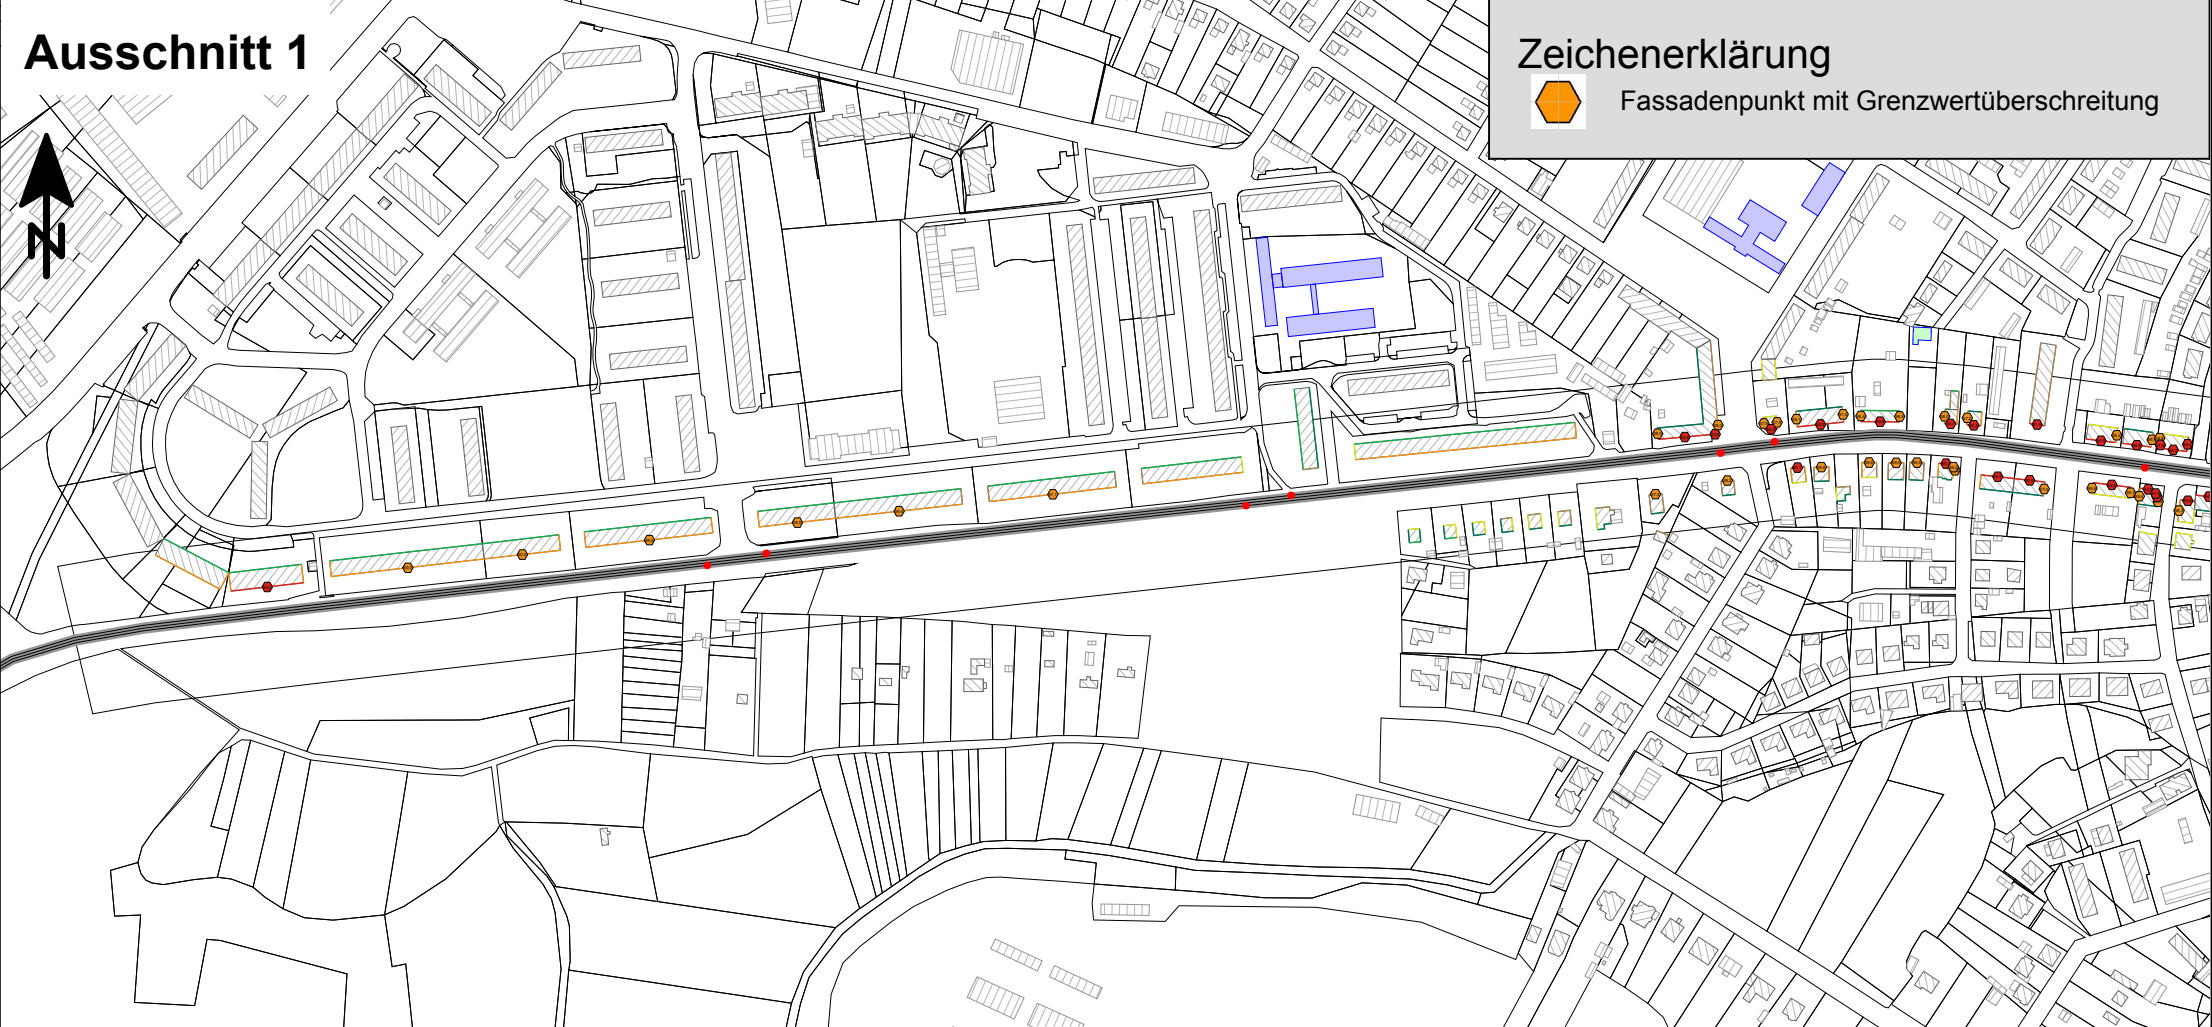 Ausschnitt 1
Zeichenerklärung
Fassadenpunkt mit Grenzwertüberschreitung
N